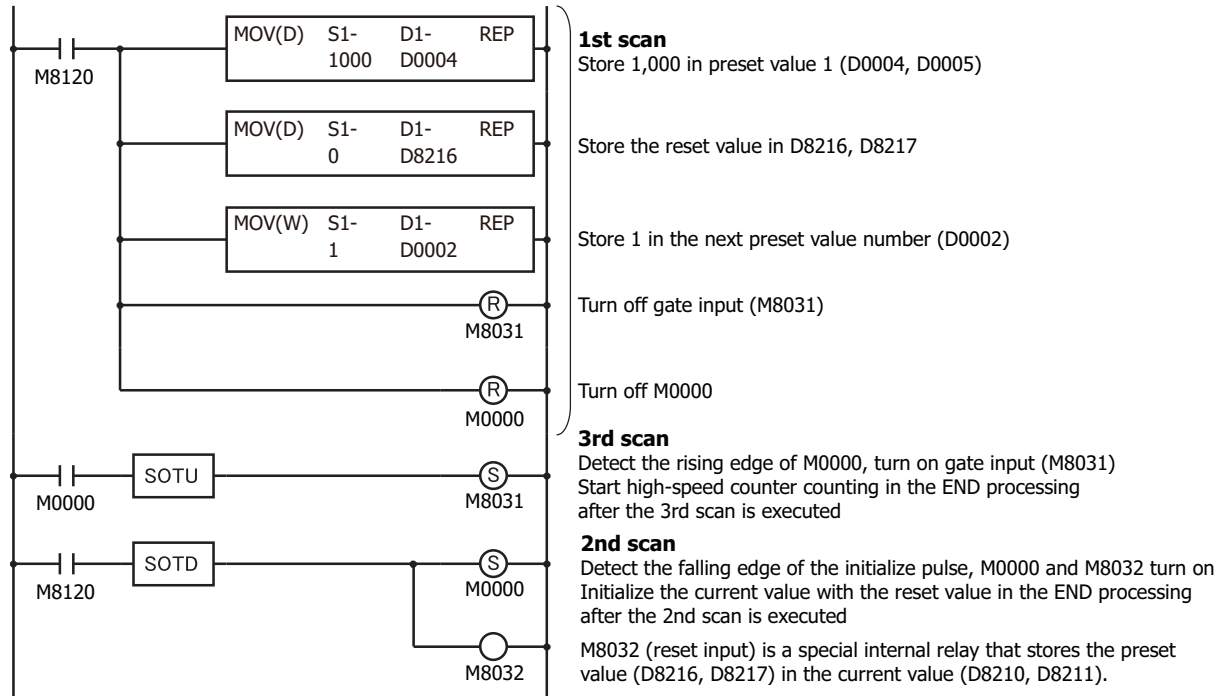 MOV(D) S1- D1- REP
1000 D0004
M8120
1st scan
Store 1,000 in preset value 1 (D0004, D0005)
MOV(D) S1- D1- REP
0 D8216
Store the reset value in D8216, D8217
MOV(W) S1- D1- REP
1 D0002
Store 1 in the next preset value number (D0002)
R
M8031
Turn off gate input (M8031)
R
M0000
Turn off M0000
3rd scan
M0000
SOTU
S
M8031
Detect the rising edge of M0000, turn on gate input (M8031)
Start high-speed counter counting in the END processing
after the 3rd scan is executed
2nd scan
M8120
SOTD
S
M0000
Detect the falling edge of the initialize pulse, M0000 and M8032 turn on
Initialize the current value with the reset value in the END processing
after the 2nd scan is executed
M8032
M8032 (reset input) is a special internal relay that stores the preset
value (D8216, D8217) in the current value (D8210, D8211).